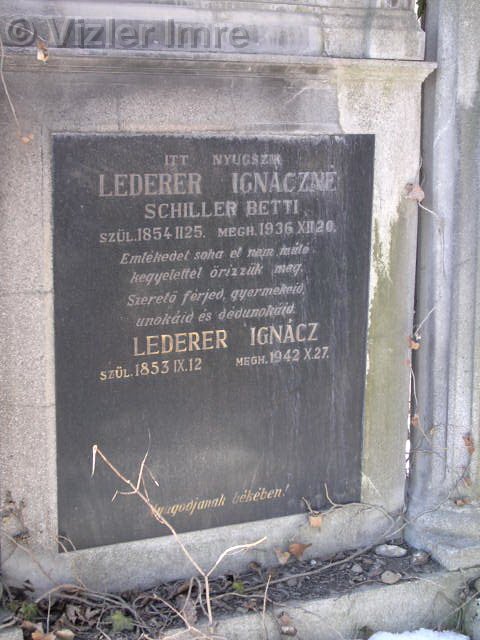 © Vizler Imre
ITT NYUGSZIK
LEDERER IGNÁCZNÉ
SCHILLER BETTI
SZÜL. 1854 II 25. MEGH. 1936 XII 20.
Emlékedet soha el nem múló
kegyelettel őrizzük meg.
Szerető férjed, gyermekeid,
unokáid és dédunokáid.
LEDERER IGNÁCZ
SZÜL. 1853 IX. 12 MEGH. 1942 X. 27.
Nyugodjanak békében!